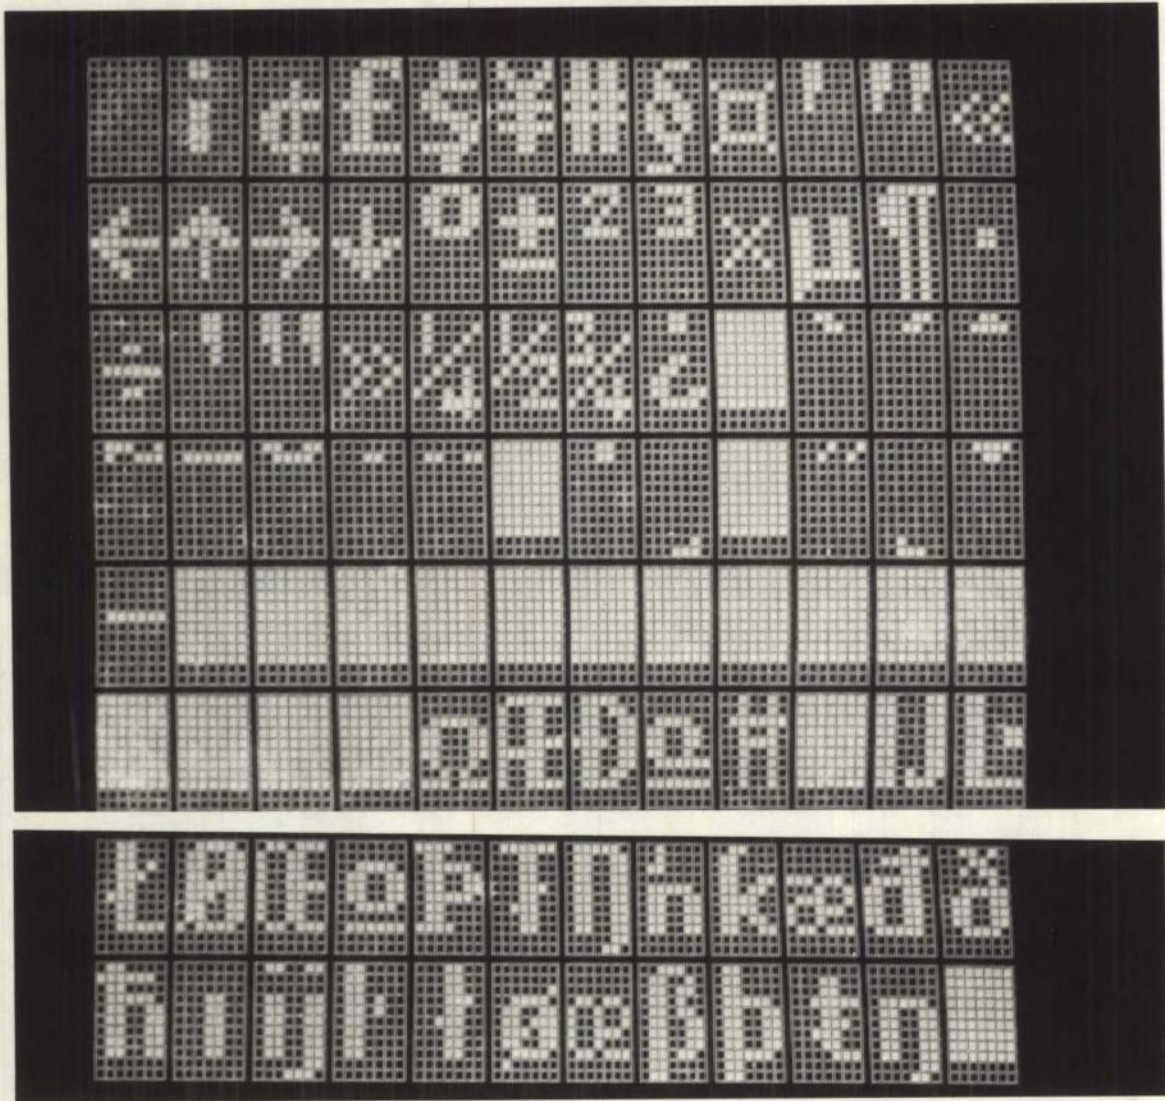 ¡ ¢ £ $ ¥ # § ¤ ‘ “ «
← ↑ → ↓ ° ± ² ³ × µ ¶ ·
÷ ’ ” » ¼ ½ ¾ ¿ ` ´ ^
~ ¯ ˘ ˙ ¨ ˚ ¸ ˝ ˛ ˇ
―
Ω Æ Đ ª Ħ IJ Ŀ
Ł Ø Œ º Þ Ŧ Ŋ ŉ ĸ æ đ ð
ħ ı ij ŀ ł ø œ ß þ ŧ ŋ